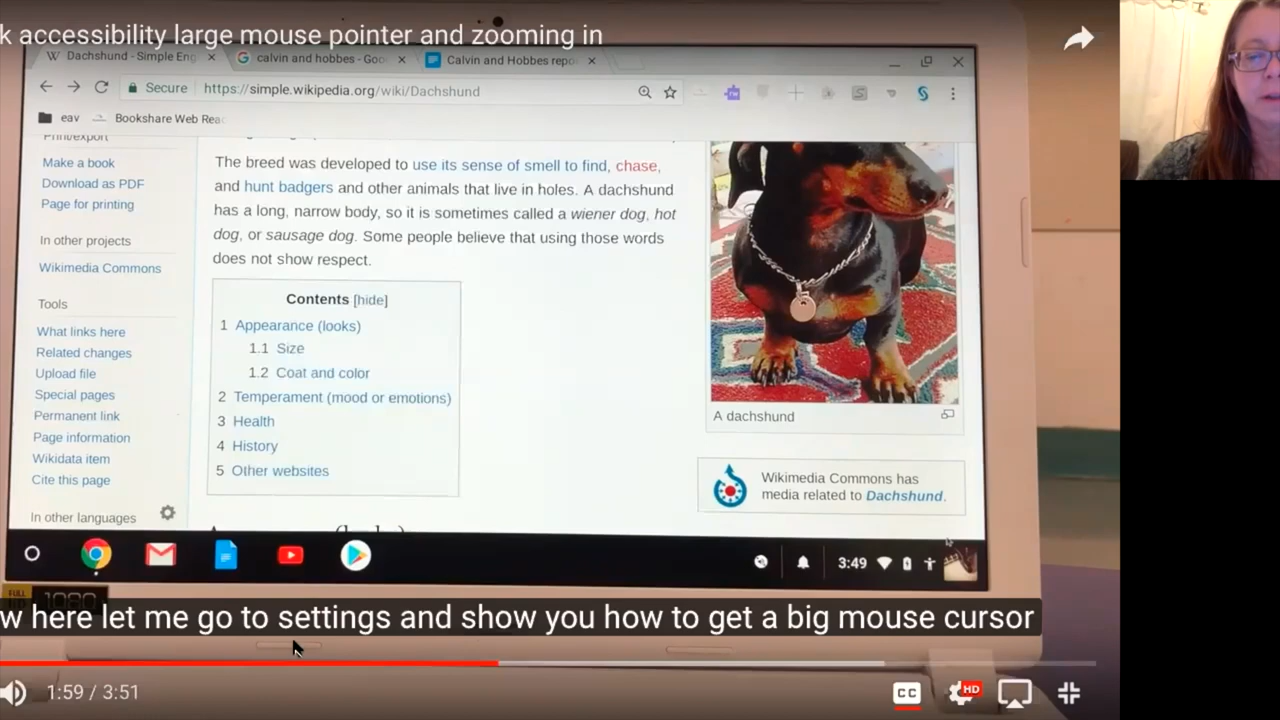 k accessibility large mouse pointer and zooming in
Dachshund - Simple Eng
calvin and hobbes - Goo
Calvin and Hobbes repo
Secure
https://simple.wikipedia.org/wiki/Dachshund
eav
Bookshare Web Rea
Print/export
Make a book
Download as PDF
Page for printing
In other projects
Wikimedia Commons
Tools
What links here
Related changes
Upload file
Special pages
Permanent link
Page information
Wikidata item
Cite this page
In other languages
The breed was developed to use its sense of smell to find, chase,
and hunt badgers and other animals that live in holes. A dachshund
has a long, narrow body, so it is sometimes called a wiener dog, hot
dog, or sausage dog. Some people believe that using those words
does not show respect.
Contents [hide]
1 Appearance (looks)
1.1 Size
1.2 Coat and color
2 Temperament (mood or emotions)
3 Health
4 History
5 Other websites
A dachshund
Wikimedia Commons has
media related to Dachshund.
3:49
FULL
HD 1080
w here let me go to settings and show you how to get a big mouse cursor
1:59 / 3:51
CC
HD